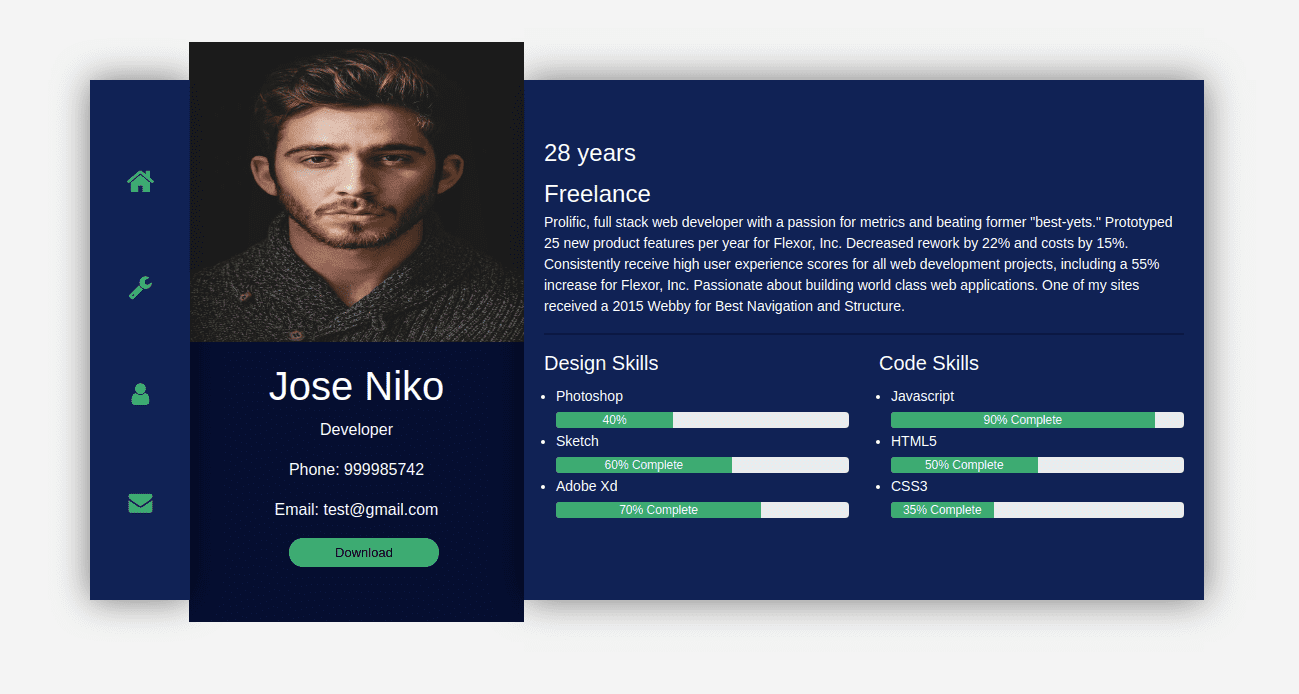 Jose Niko
Developer
Phone: 999985742
Email: test@gmail.com
Download
28 years
Freelance
Prolific, full stack web developer with a passion for metrics and beating former "best-yets." Prototyped
25 new product features per year for Flexor, Inc. Decreased rework by 22% and costs by 15%.
Consistently receive high user experience scores for all web development projects, including a 55%
increase for Flexor, Inc. Passionate about building world class web applications. One of my sites
received a 2015 Webby for Best Navigation and Structure.
Design Skills
Photoshop
40%
Sketch
60% Complete
Adobe Xd
70% Complete
Code Skills
Javascript
90% Complete
HTML5
50% Complete
CSS3
35% Complete